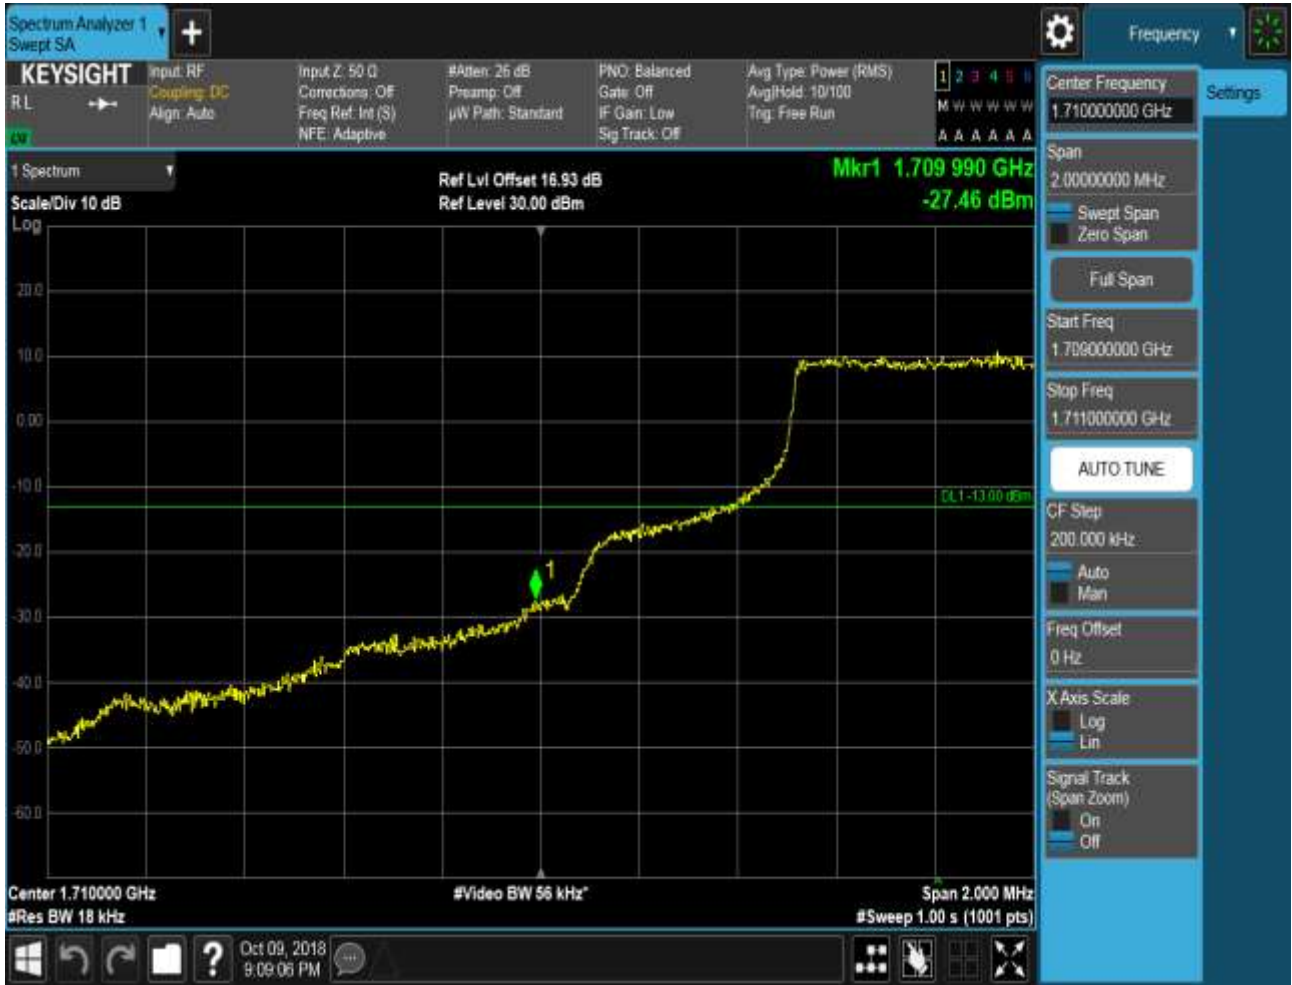 Spectrum Analyzer 1
Swept SA
Frequency
KEYSIGHT
R L
Input: RF
Coupling: DC
Align: Auto
Input Z: 50 Ω
Corrections: Off
Freq Ref: Int (S)
NFE: Adaptive
#Atten: 26 dB
Preamp: Off
µW Path: Standard
PNO: Balanced
Gate: Off
IF Gain: Low
Sig Track: Off
Avg Type: Power (RMS)
Avg|Hold: 10/100
Trig: Free Run
1 2 3 4 5 6
M W W W W W
A A A A A A
1 Spectrum
Scale/Div 10 dB
Log
Ref Lvl Offset 16.93 dB
Ref Level 30.00 dBm
Mkr1 1.709 990 GHz
-27.46 dBm
20.0
10.0
0.00
-10.0
-20.0
-30.0
-40.0
-50.0
-60.0
DL1 -13.00 dBm
1
Center 1.710000 GHz
#Res BW 18 kHz
#Video BW 56 kHz*
Span 2.000 MHz
#Sweep 1.00 s (1001 pts)
Oct 09, 2018
9:09:06 PM
Center Frequency
1.710000000 GHz
Settings
Span
2.00000000 MHz
Swept Span
Zero Span
Full Span
Start Freq
1.709000000 GHz
Stop Freq
1.711000000 GHz
AUTO TUNE
CF Step
200.000 kHz
Auto
Man
Freq Offset
0 Hz
X Axis Scale
Log
Lin
Signal Track
(Span Zoom)
On
Off